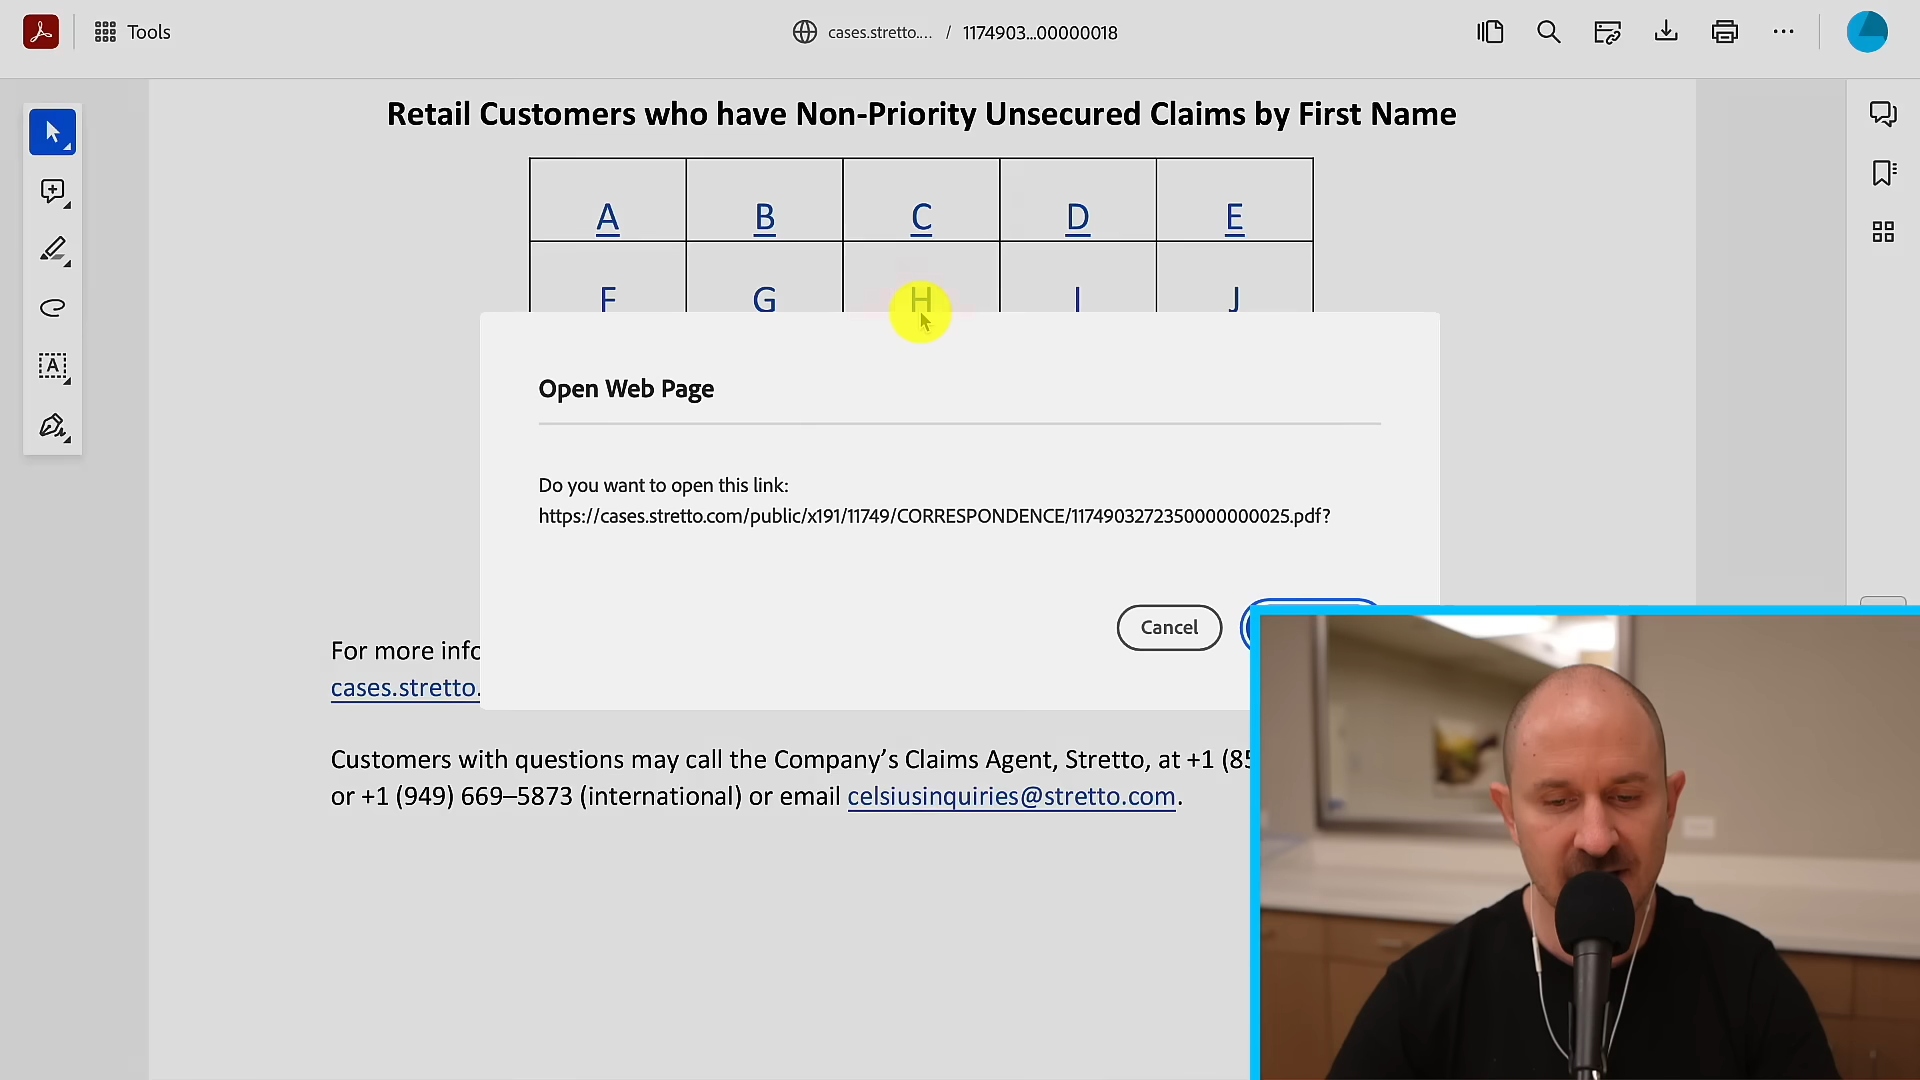 Tools
cases.stretto.... / 1174903...00000018
Retail Customers who have Non-Priority Unsecured Claims by First Name
A B C D E
F G H I J
Open Web Page
Do you want to open this link:
https://cases.stretto.com/public/x191/11749/CORRESPONDENCE/1174903272350000000025.pdf?
Cancel
For more info
cases.stretto.
Customers with questions may call the Company’s Claims Agent, Stretto, at +1 (85
or +1 (949) 669–5873 (international) or email celsiusinquiries@stretto.com.